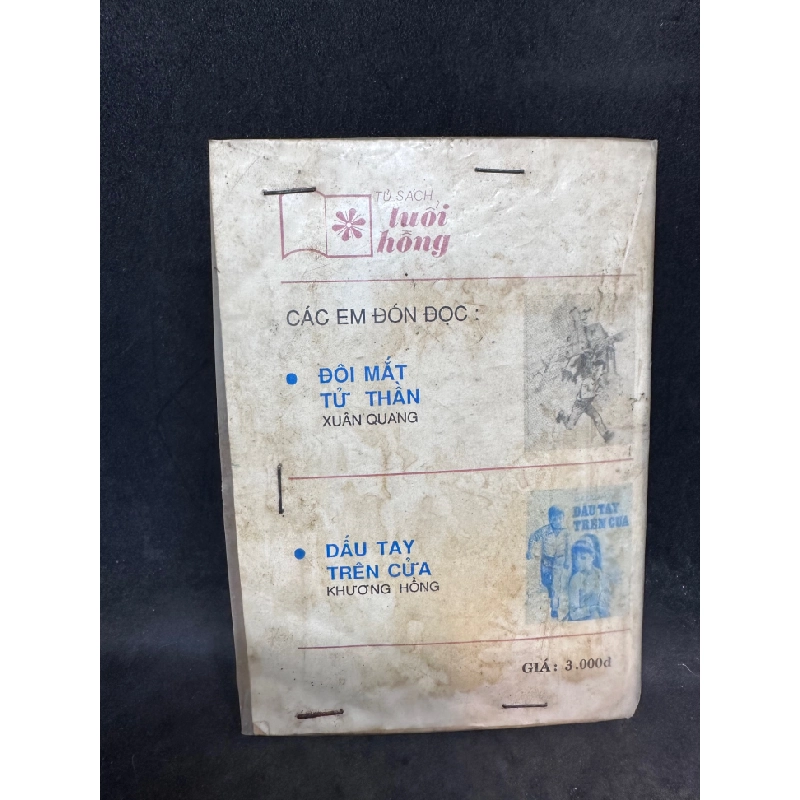 TỦ SÁCH
tuổi
hồng
CÁC EM ĐÓN ĐỌC :
• ĐÔI MẮT
TỬ THẦN
XUÂN QUANG
DẤU TAY
TRÊN CỬA
• DẤU TAY
TRÊN CỬA
KHƯƠNG HỒNG
GIÁ: 3.000đ